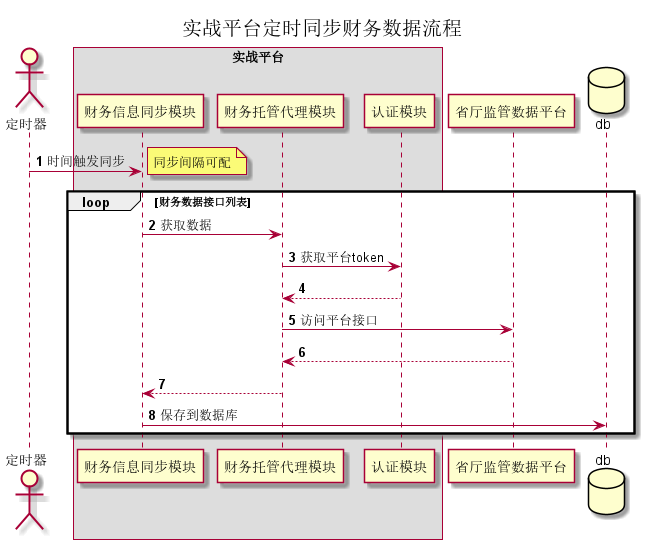 实战平台定时同步财务数据流程
实战平台
定时器
财务信息同步模块
财务托管代理模块
认证模块
省厅监管数据平台
db
1 时间触发同步
同步间隔可配
loop
[财务数据接口列表]
2 获取数据
3 获取平台token
4
5 访问平台接口
6
7
8 保存到数据库
定时器
财务信息同步模块
财务托管代理模块
认证模块
省厅监管数据平台
db